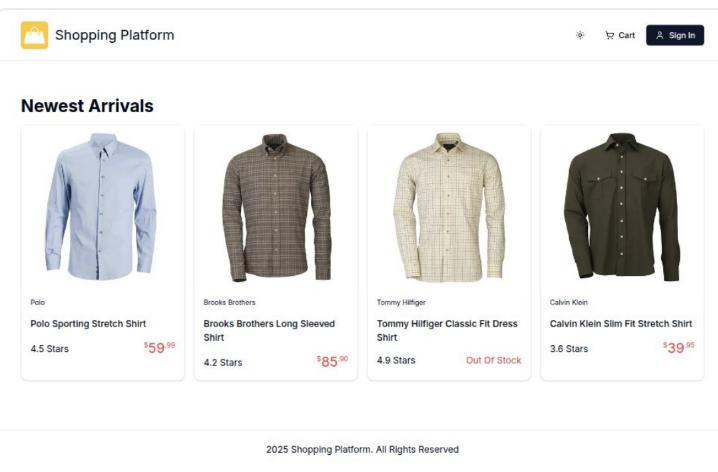 Shopping Platform
Cart
Sign In
Newest Arrivals
Polo
Polo Sporting Stretch Shirt
4.5 Stars
$59.99
Brooks Brothers
Brooks Brothers Long Sleeved
Shirt
4.2 Stars
$85.90
Tommy Hilfiger
Tommy Hilfiger Classic Fit Dress
Shirt
4.9 Stars
Out Of Stock
Calvin Klein
Calvin Klein Slim Fit Stretch Shirt
3.6 Stars
$39.95
2025 Shopping Platform. All Rights Reserved